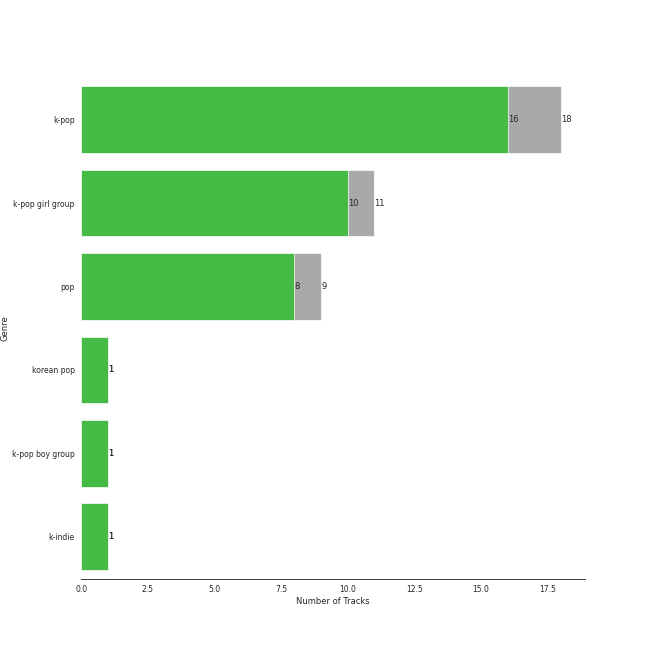 k-pop 16 18
k-pop girl group 10 11
pop 8 9
Genre
korean pop 1
k-pop boy group 1
k-indie 1
0.0 2.5 5.0 7.5 10.0 12.5 15.0 17.5
Number of Tracks